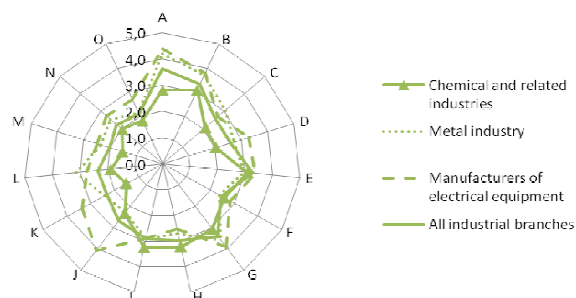 A
5,0
O
B
4,0
N
C
3,0
2,0
M
D
1,0
0,0
L
E
K
F
J
G
I
H
Chemical and related
industries
Metal industry
Manufacturers of
electrical equipment
All industrial branches